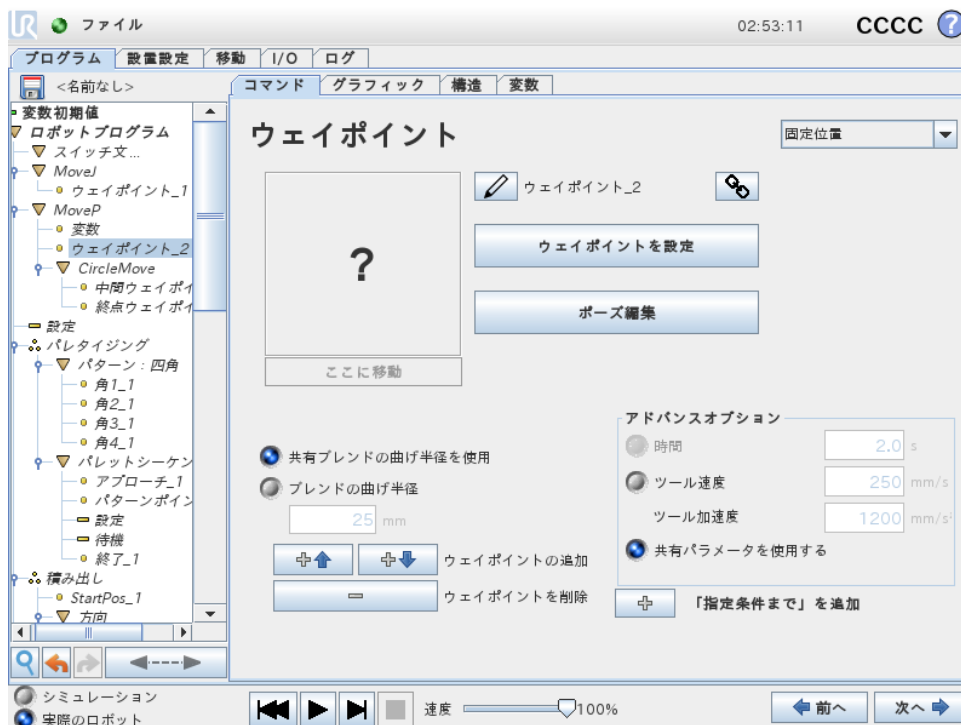 UR ファイル 02:53:11 CCCC ?
プログラム 設置設定 移動 I/O ログ
<名前なし> コマンド グラフィック 構造 変数
変数初期値
ロボットプログラム
スイッチ文...
MoveJ
ウェイポイント_1
MoveP
変数
ウェイポイント_2
CircleMove
中間ウェイポイ
終点ウェイポイ
設定
パレタイジング
パターン : 四角
角1_1
角2_1
角3_1
角4_1
パレットシーケン
アプローチ_1
パターンポイン
設定
待機
終了_1
積み出し
StartPos_1
方向
ウェイポイント 固定位置
?
ウェイポイント_2
ウェイポイントを設定
ポーズ編集
ここに移動
共有ブレンドの曲げ半径を使用
ブレンドの曲げ半径
25 mm
ウェイポイントの追加
ウェイポイントを削除
アドバンスオプション
時間 2.0 s
ツール速度 250 mm/s
ツール加速度 1200 mm/s²
共有パラメータを使用する
「指定条件まで」を追加
シミュレーション
実際のロボット
速度 100%
前へ 次へ